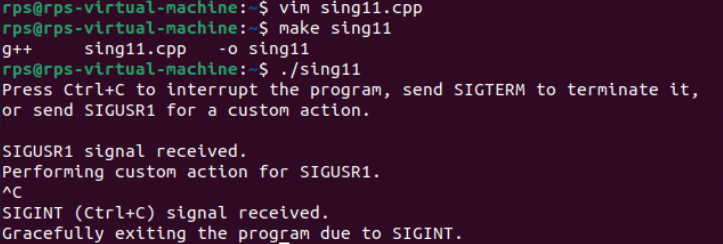 rps@rps-virtual-machine:~$ vim sing11.cpp
rps@rps-virtual-machine:~$ make sing11
g++     sing11.cpp   -o sing11
rps@rps-virtual-machine:~$ ./sing11
Press Ctrl+C to interrupt the program, send SIGTERM to terminate it,
or send SIGUSR1 for a custom action.
SIGUSR1 signal received.
Performing custom action for SIGUSR1.
^C
SIGINT (Ctrl+C) signal received.
Gracefully exiting the program due to SIGINT.